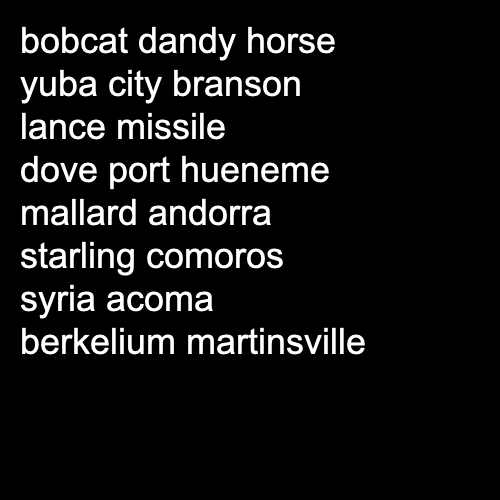 bobcat dandy horse
yuba city branson
lance missile
dove port hueneme
mallard andorra
starling comoros
syria acoma
berkelium martinsville